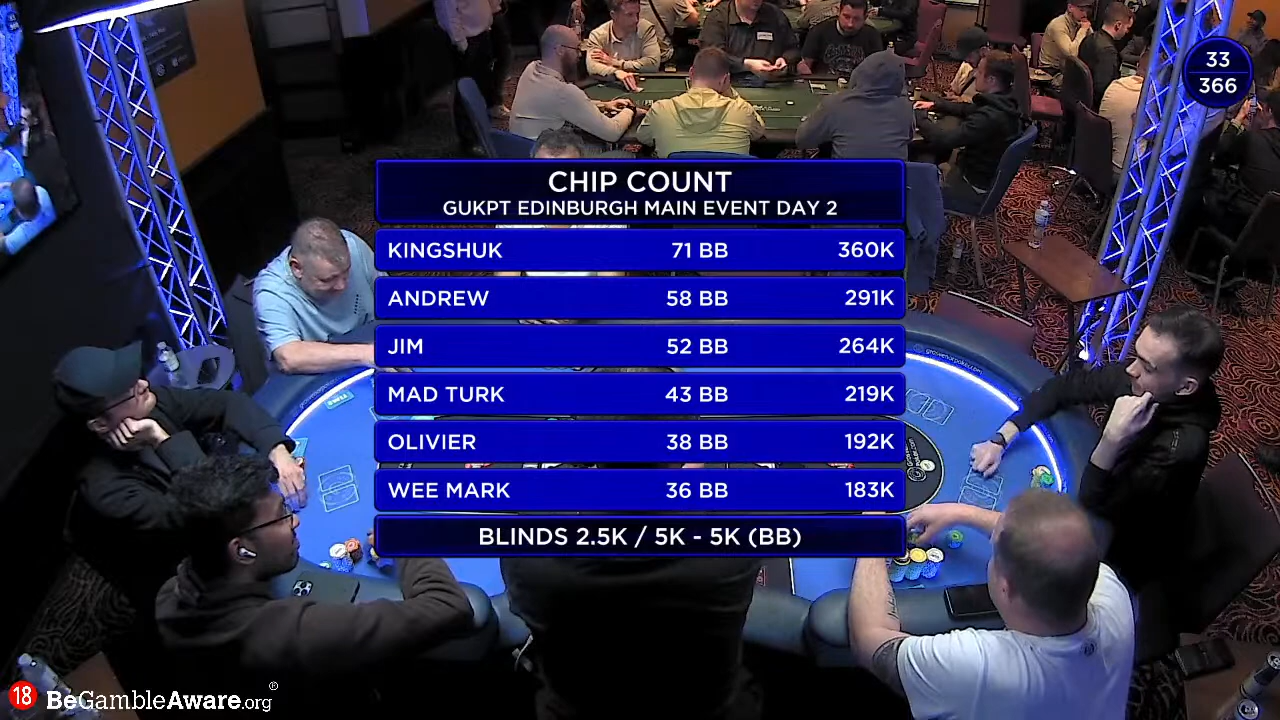 33
366
CHIP COUNT
GUKPT EDINBURGH MAIN EVENT DAY 2
KINGSHUK 71 BB 360K
ANDREW 58 BB 291K
JIM 52 BB 264K
MAD TURK 43 BB 219K
OLIVIER 38 BB 192K
WEE MARK 36 BB 183K
BLINDS 2.5K / 5K - 5K (BB)
18 BeGambleAware.org®